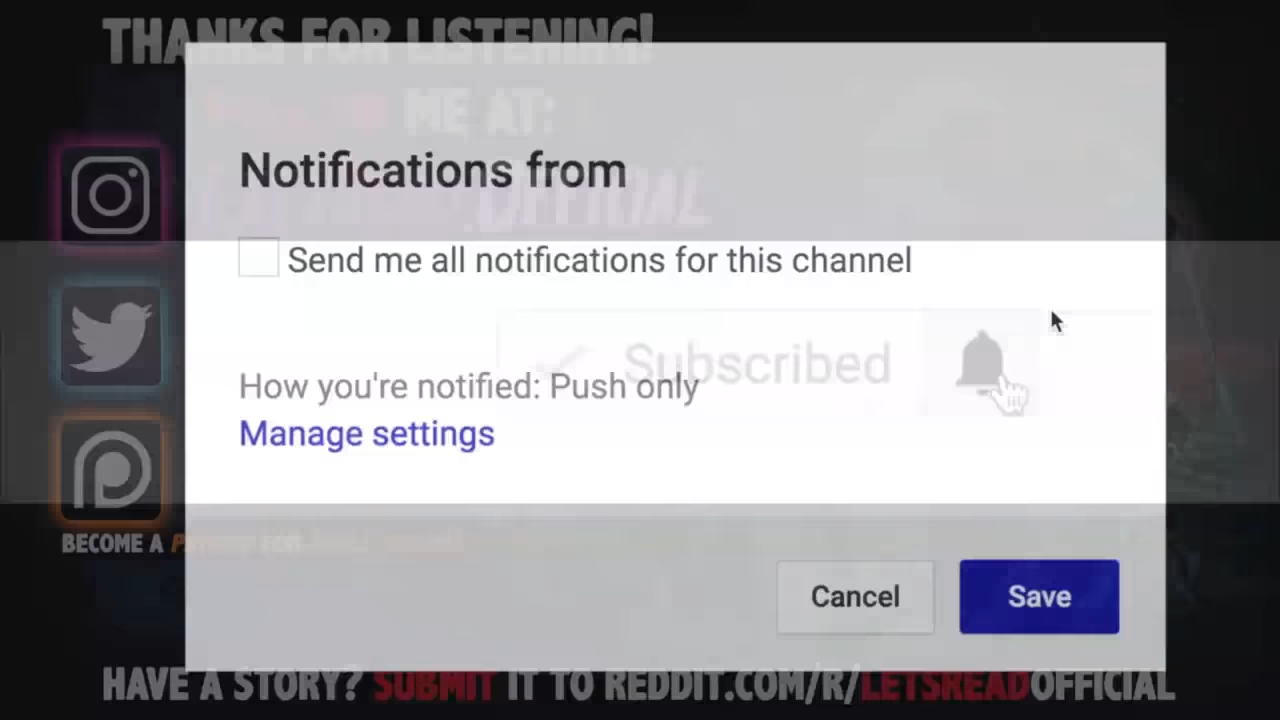 THANKS FOR LISTENING!
ME AT:
OFFICIAL
Notifications from
Send me all notifications for this channel
Subscribed
How you're notified: Push only
Manage settings
BECOME A
Cancel
Save
HAVE A STORY? SUBMIT IT TO REDDIT.COM/R/LETSREADOFFICIAL